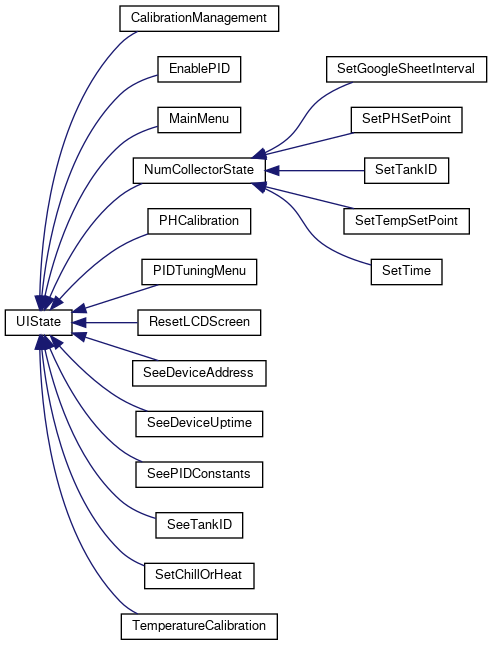 CalibrationManagement
EnablePID
MainMenu
NumCollectorState
PHCalibration
PIDTuningMenu
UIState
ResetLCDScreen
SeeDeviceAddress
SeeDeviceUptime
SeePIDConstants
SeeTankID
SetChillOrHeat
TemperatureCalibration
SetGoogleSheetInterval
SetPHSetPoint
SetTankID
SetTempSetPoint
SetTime